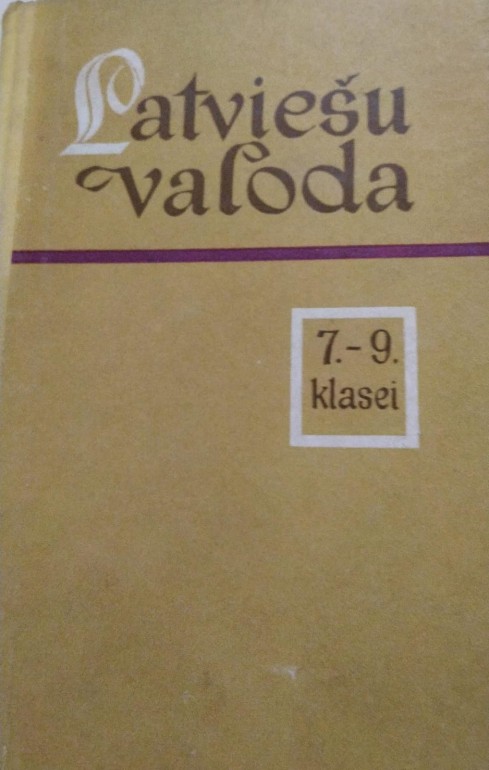 Latviešu
valoda
7.-9.
klasei